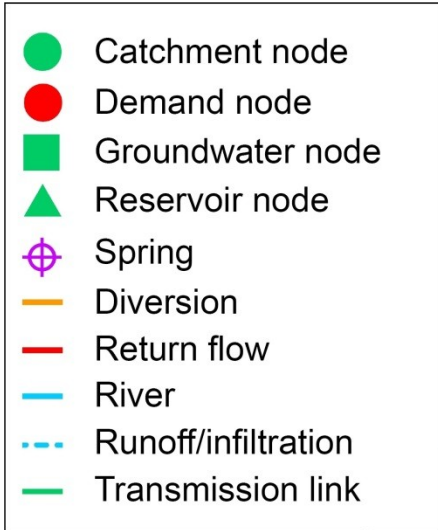 Catchment node
Demand node
Groundwater node
Reservoir node
Spring
Diversion
Return flow
River
Runoff/infiltration
Transmission link